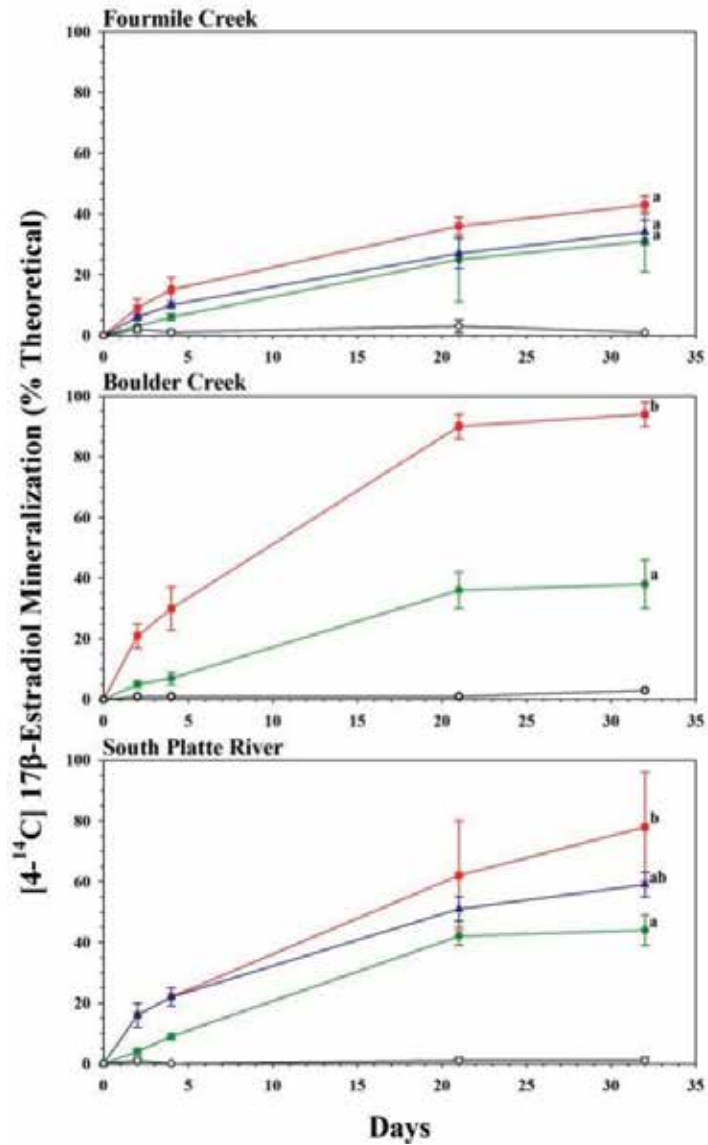 Fourmile Creek
100
80
60
40
20
0
a
a
a
0 5 10 15 20 25 30 35
Boulder Creek
100
80
60
40
20
0
b
a
0 5 10 15 20 25 30 35
South Platte River
100
80
60
40
20
0
b
ab
a
0 5 10 15 20 25 30 35
[4-¹⁴C] 17β-Estradiol Mineralization (% Theoretical)
Days